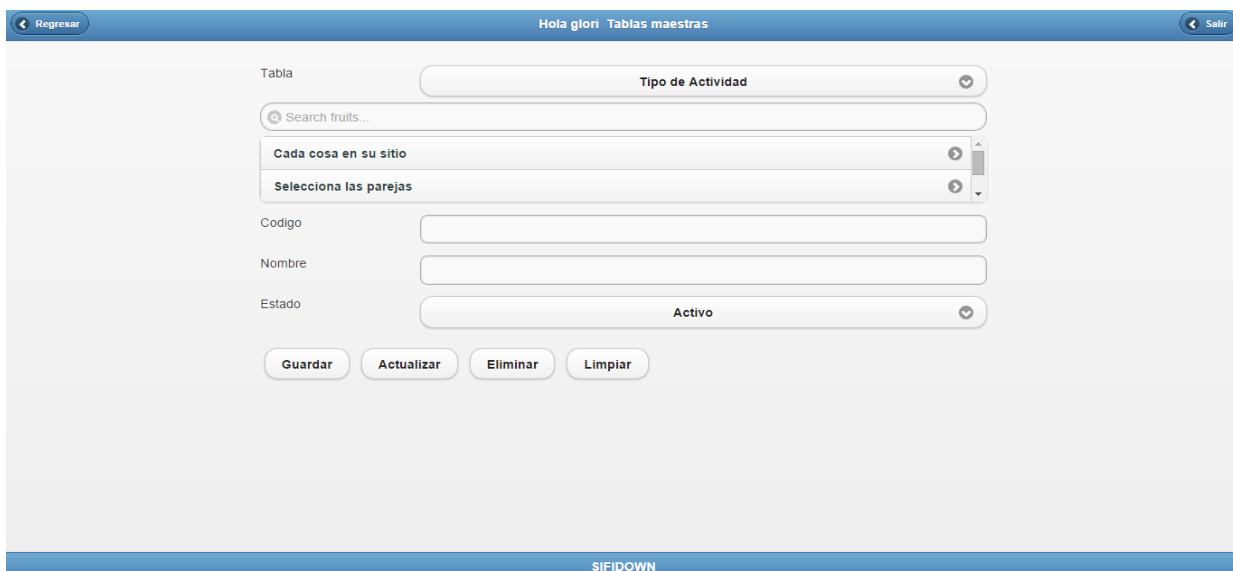 Regresar Hola glori Tablas maestras Salir
Tabla Tipo de Actividad
Search fruits...
Cada cosa en su sitio
Selecciona las parejas
Codigo
Nombre
Estado Activo
Guardar Actualizar Eliminar Limpiar
SIFIDOWN